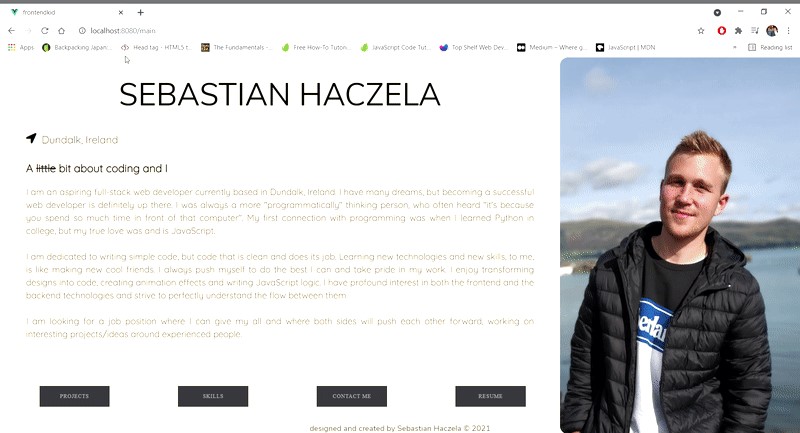 frontendkd
localhost:8080/main
Apps
Backpacking Japan:...
Head tag - HTML5 t...
The Fundamentals -...
Free How-To Tutori...
JavaScript Code Tut...
Top Shelf Web Dev...
Medium – Where g...
JavaScript | MDN
»
Reading list
SEBASTIAN HACZELA
Dundalk, Ireland
A little bit about coding and I
I am an aspiring full-stack web developer currently based in Dundalk, Ireland. I have many dreams, but becoming a successful
web developer is definitely up there. I was always a more "programmatically" thinking person, who often heard "it's because
you spend so much time in front of that computer". My first connection with programming was when I learned Python in
college, but my true love was and is JavaScript.
I am dedicated to writing simple code, but code that is clean and does its job. Learning new technologies and new skills, to me,
is like making new cool friends. I always push myself to do the best I can and take pride in my work. I enjoy transforming
designs into code, creating animation effects and writing JavaScript logic. I have profound interest in both the frontend and the
backend technologies and strive to perfectly understand the flow between them
I am looking for a job position where I can give my all and where both sides will push each other forward, working on
interesting projects/ideas around experienced people.
PROJECTS
SKILLS
CONTACT ME
RESUME
designed and created by Sebastian Haczela © 2021